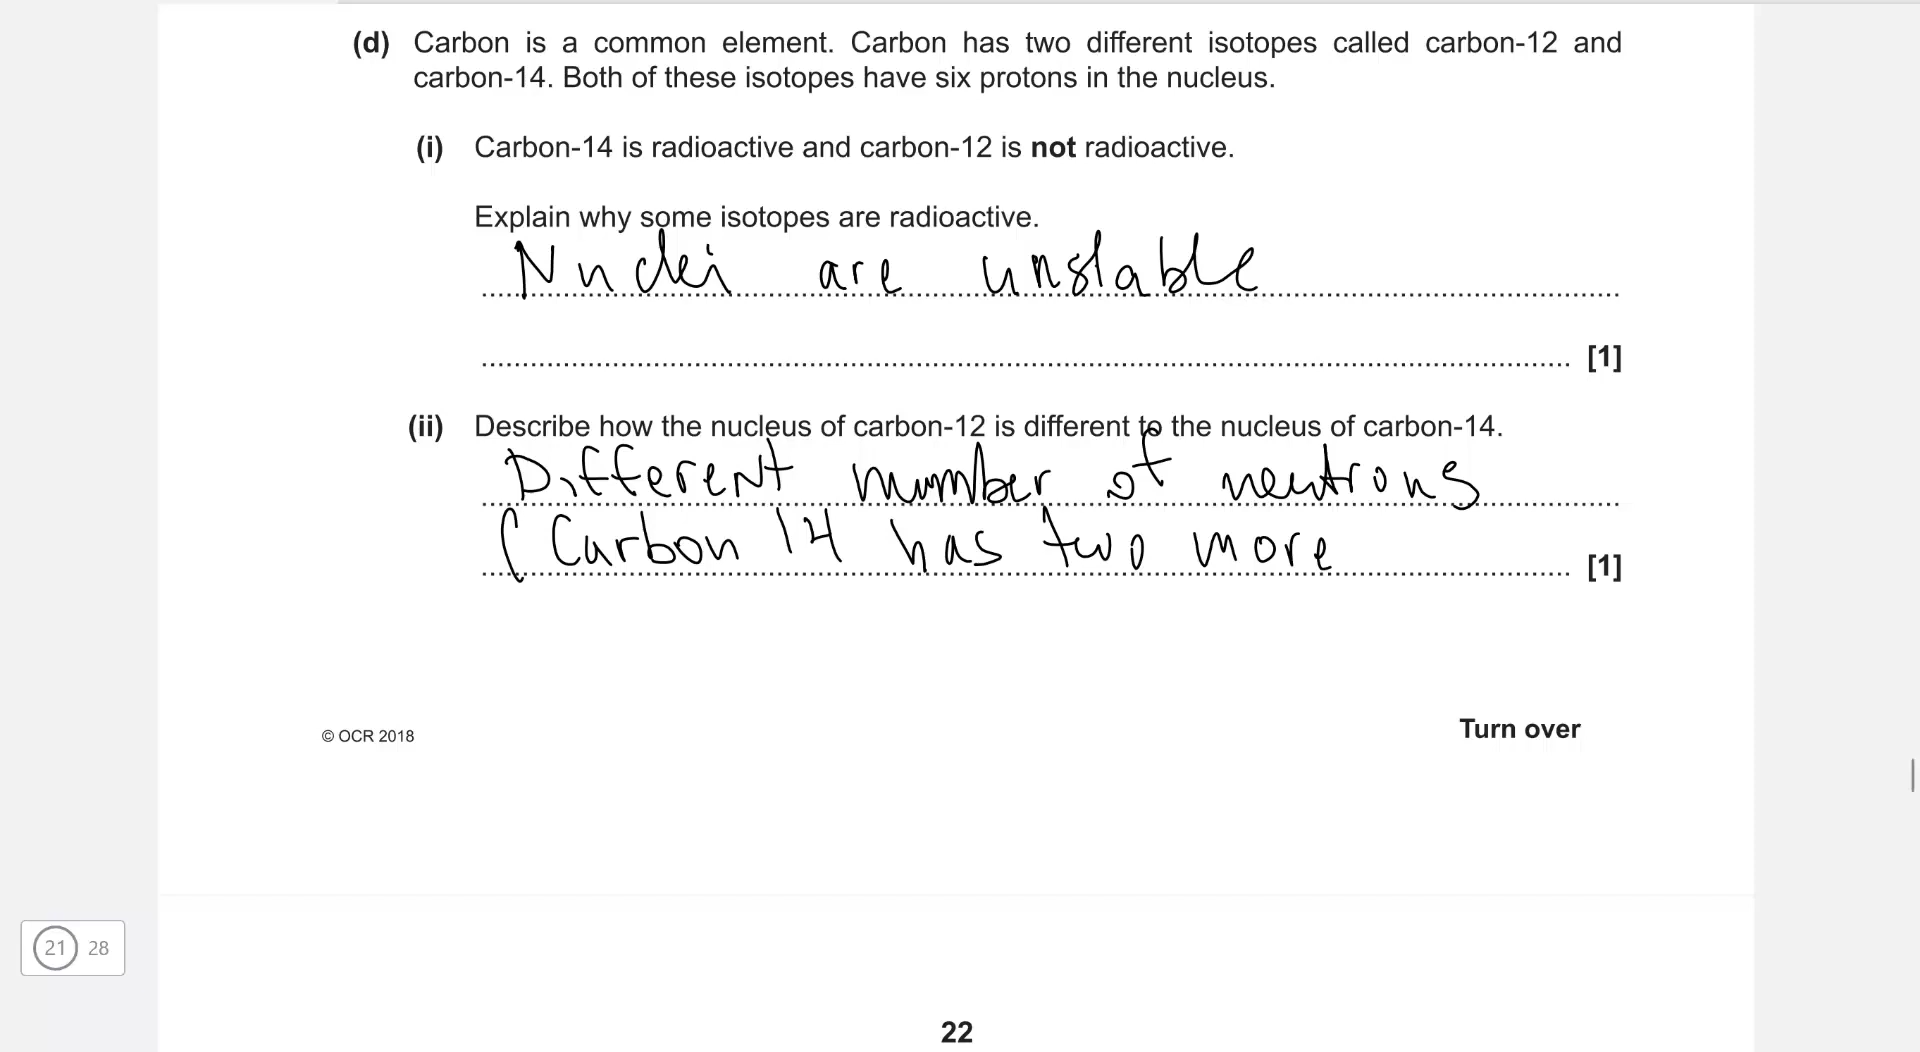 (d) Carbon is a common element. Carbon has two different isotopes called carbon-12 and
carbon-14. Both of these isotopes have six protons in the nucleus.
(i) Carbon-14 is radioactive and carbon-12 is not radioactive.
Explain why some isotopes are radioactive.
Nuclei are unstable
[1]
(ii) Describe how the nucleus of carbon-12 is different to the nucleus of carbon-14.
Different number of neutrons
(Carbon 14 has two more
[1]
© OCR 2018
Turn over
21 28
22